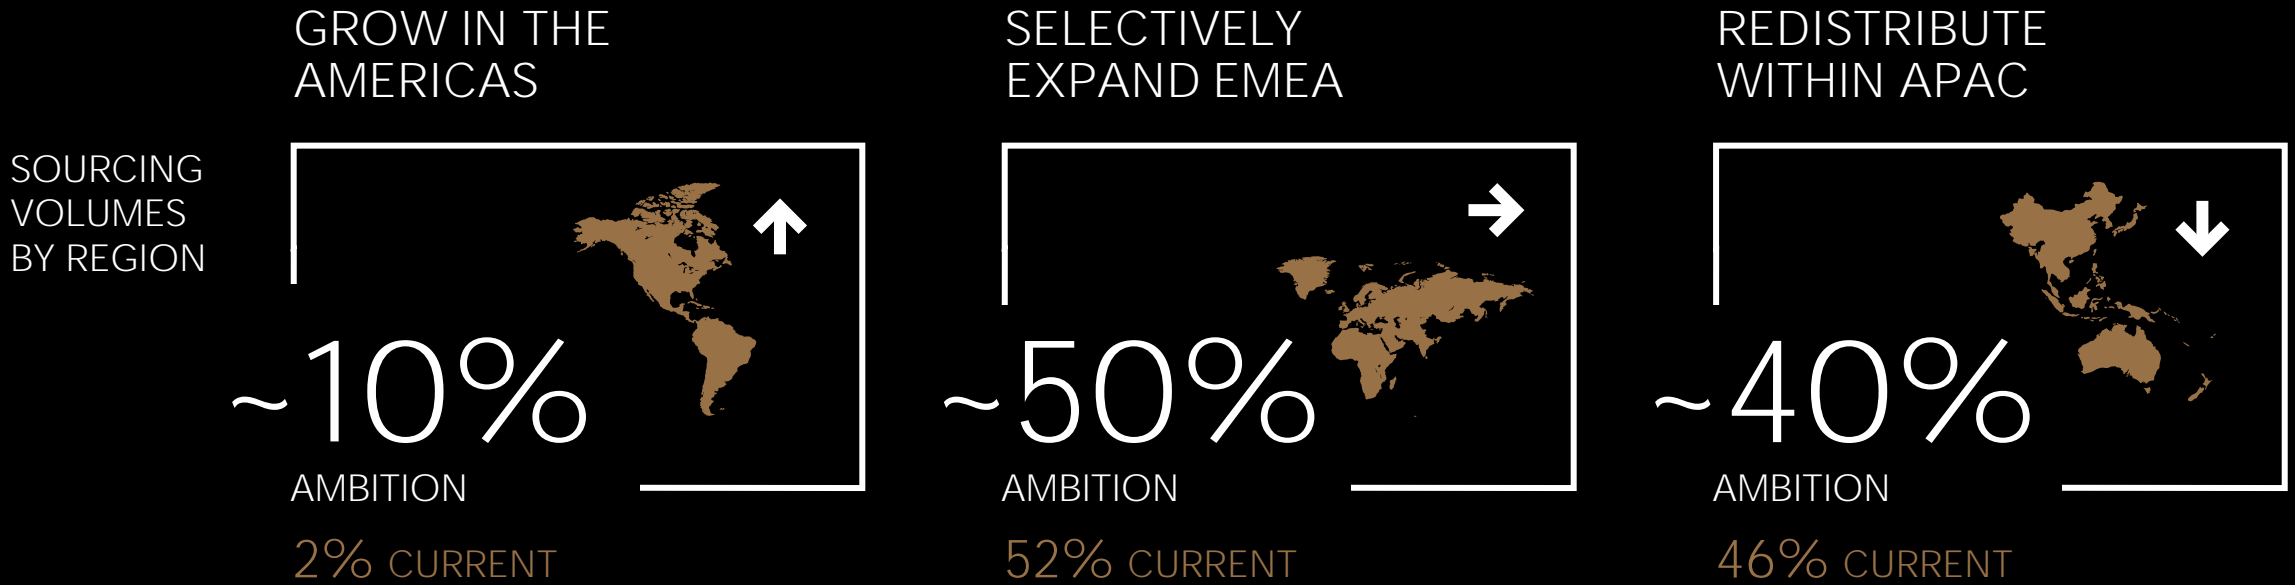 GROW IN THE
AMERICAS
SELECTIVELY
EXPAND EMEA
REDISTRIBUTE
WITHIN APAC
SOURCING
VOLUMES
BY REGION
~10%
AMBITION
2% CURRENT
~50%
AMBITION
52% CURRENT
~40%
AMBITION
46% CURRENT